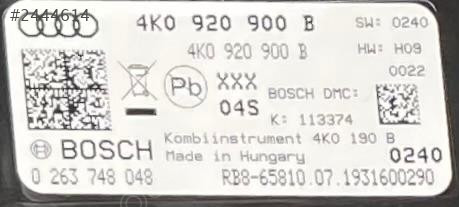 #2444614
4K0 920 900 B SW: 0240
4K0 920 900 B HW: H09
0022
Pb XXX
04S
BOSCH DMC:
K: 113374
Kombiinstrument 4K0 190 B
BOSCH Made in Hungary 0240
0 263 748 048 RB8-65810.07.1931600290